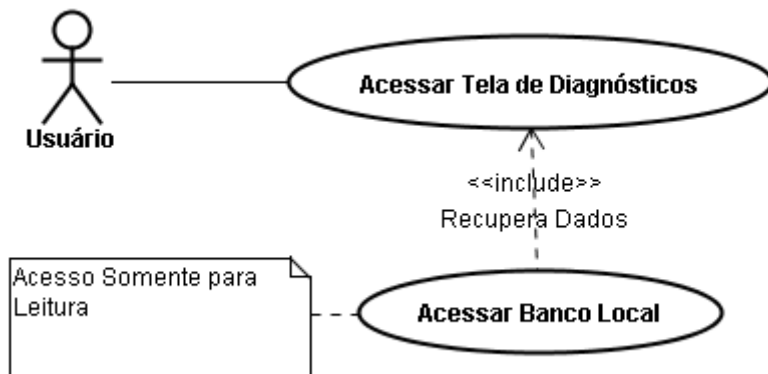 Acessar Tela de Diagnósticos
Usuário
<<include>>
Recupera Dados
Acesso Somente para
Leitura
Acessar Banco Local